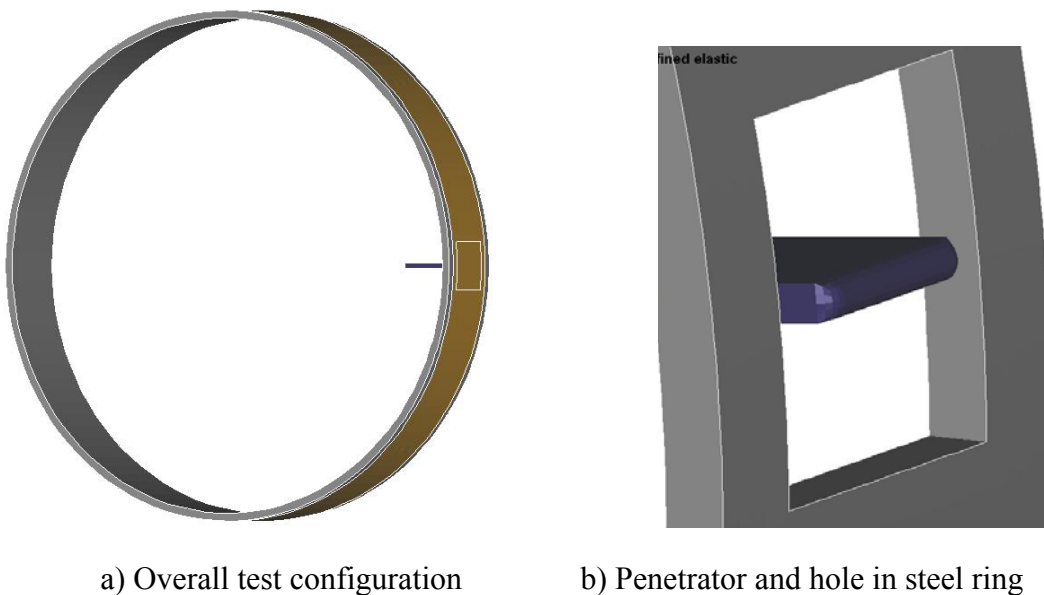 fined elastic
a) Overall test configuration
b) Penetrator and hole in steel ring